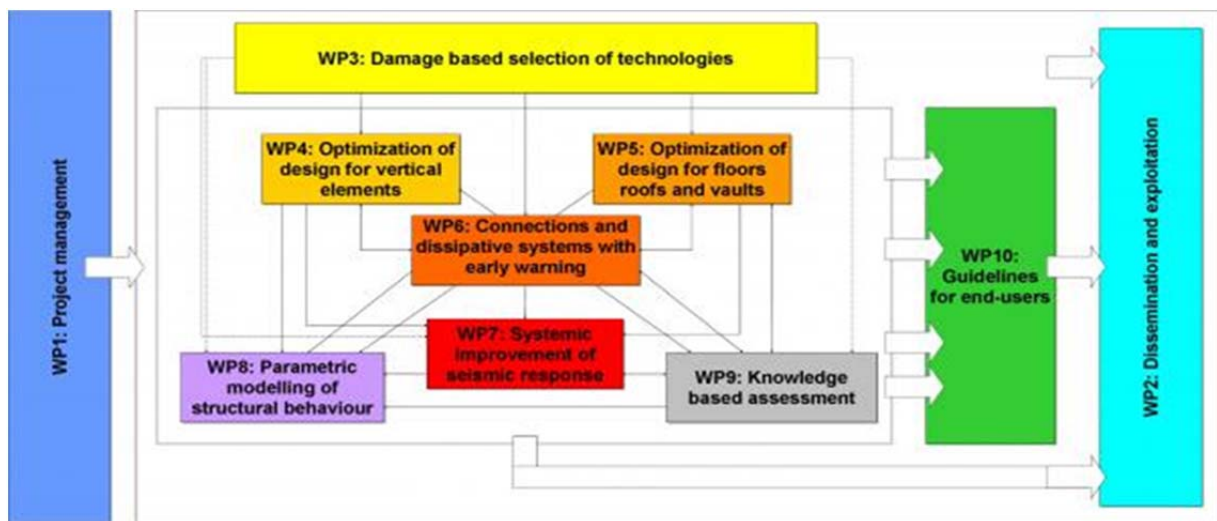 WP1: Project management
WP3: Damage based selection of technologies
WP4: Optimization of
design for vertical
elements
WP5: Optimization of
design for floors
roofs and vaults
WP6: Connections and
dissipative systems with
early warning
WP7: Systemic
improvement of
seismic response
WP8: Parametric
modelling of
structural behaviour
WP9: Knowledge
based assessment
WP10:
Guidelines
for end-users
WP2: Dissemination and exploitation